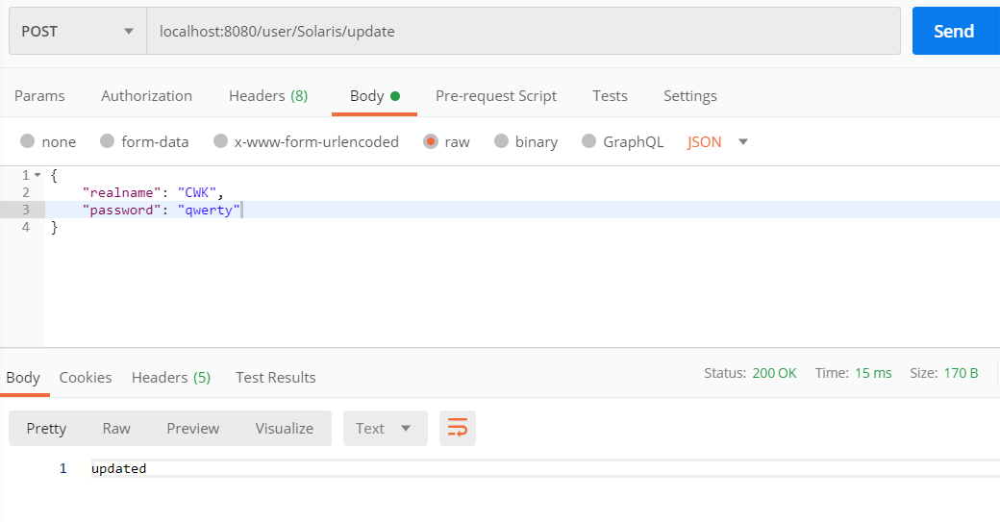 POST localhost:8080/user/Solaris/update Send
Params Authorization Headers (8) Body Pre-request Script Tests Settings
none form-data x-www-form-urlencoded raw binary GraphQL JSON
1 {
2 "realname": "CWK",
3 "password": "qwerty"
4 }
Body Cookies Headers (5) Test Results Status: 200 OK Time: 15 ms Size: 170 B
Pretty Raw Preview Visualize Text
1 updated